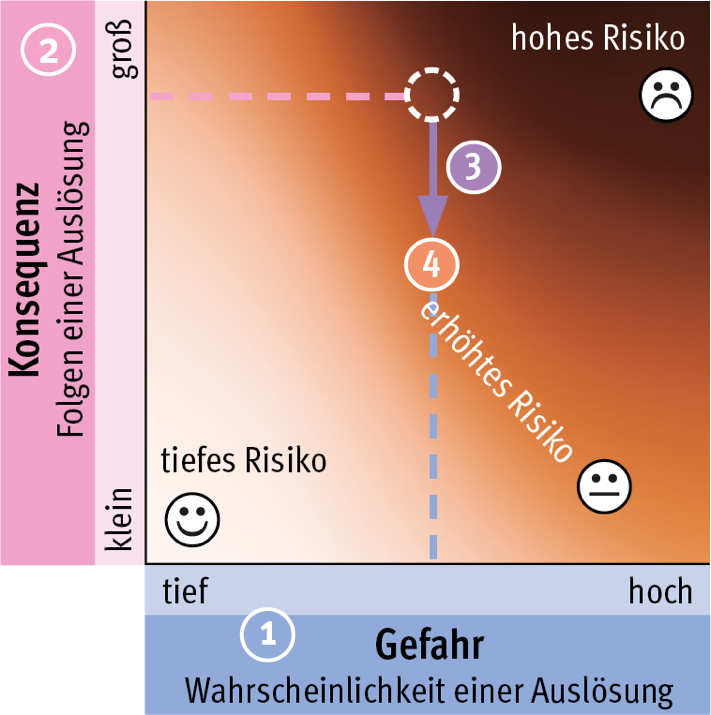 2
Konsequenz
Folgen einer Auslösung
groß
klein
hohes Risiko
3
4
erhöhtes Risiko
tiefes Risiko
tief
hoch
1
Gefahr
Wahrscheinlichkeit einer Auslösung